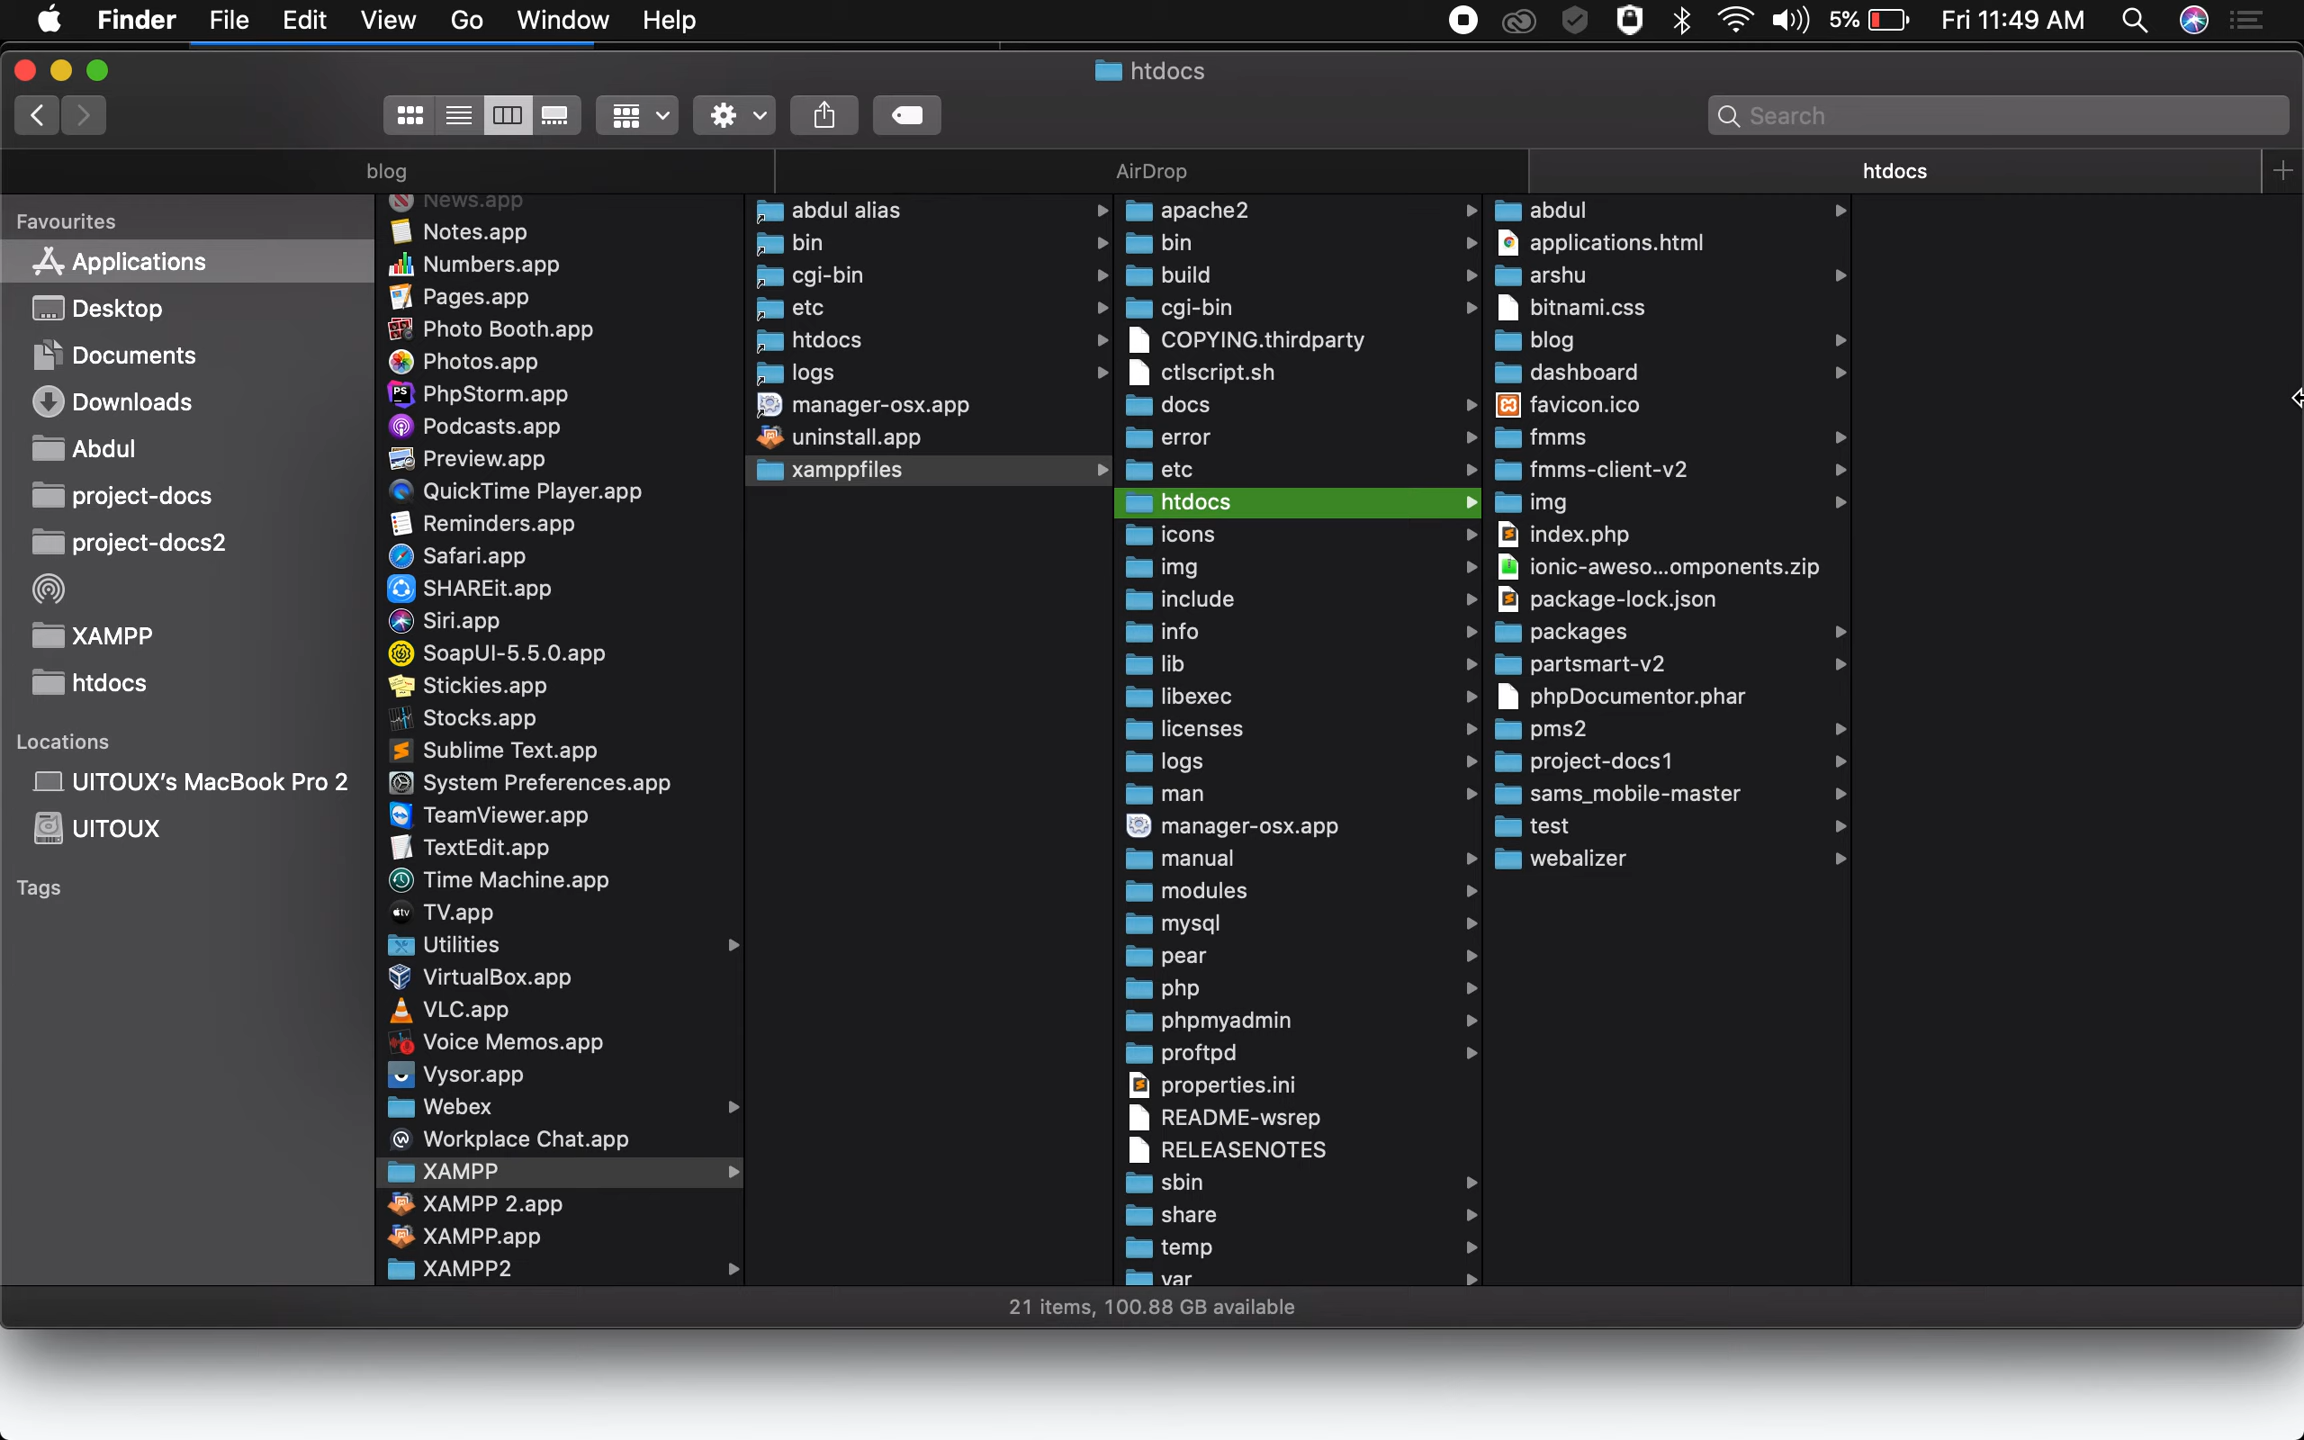 Finder File Edit View Go Window Help 5% Fri 11:49 AM
htdocs
Search
blog AirDrop htdocs
Favourites
Applications
Desktop
Documents
Downloads
Abdul
project-docs
project-docs2
XAMPP
htdocs
Locations
UITOUX's MacBook Pro 2
UITOUX
Tags
News.app
Notes.app
Numbers.app
Pages.app
Photo Booth.app
Photos.app
PhpStorm.app
Podcasts.app
Preview.app
QuickTime Player.app
Reminders.app
Safari.app
SHAREit.app
Siri.app
SoapUI-5.5.0.app
Stickies.app
Stocks.app
Sublime Text.app
System Preferences.app
TeamViewer.app
TextEdit.app
Time Machine.app
TV.app
Utilities
VirtualBox.app
VLC.app
Voice Memos.app
Vysor.app
Webex
Workplace Chat.app
XAMPP
XAMPP 2.app
XAMPP.app
XAMPP2
abdul alias
bin
cgi-bin
etc
htdocs
logs
manager-osx.app
uninstall.app
xamppfiles
apache2
bin
build
cgi-bin
COPYING.thirdparty
ctlscript.sh
docs
error
etc
htdocs
icons
img
include
info
lib
libexec
licenses
logs
man
manager-osx.app
manual
modules
mysql
pear
php
phpmyadmin
proftpd
properties.ini
README-wsrep
RELEASENOTES
sbin
share
temp
var
abdul
applications.html
arshu
bitnami.css
blog
dashboard
favicon.ico
fmms
fmms-client-v2
img
index.php
ionic-aweso...omponents.zip
package-lock.json
packages
partsmart-v2
phpDocumentor.phar
pms2
project-docs1
sams_mobile-master
test
webalizer
21 items, 100.88 GB available